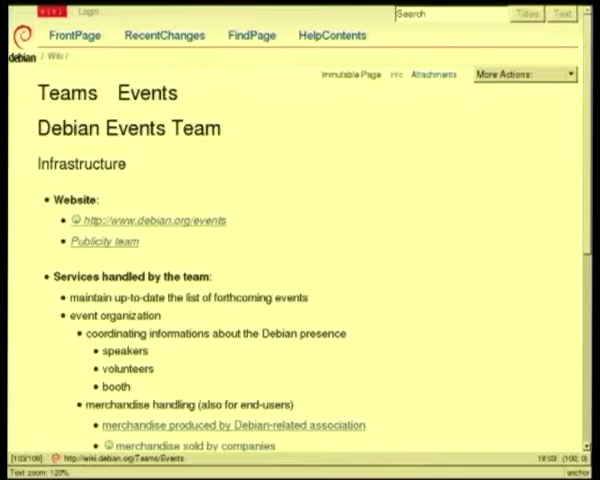 WIKI Login
Search Titles Text
FrontPage RecentChanges FindPage HelpContents
debian / Wiki /
Immutable Page Info Attachments More Actions:
Teams Events
Debian Events Team
Infrastructure
Website:
http://www.debian.org/events
Publicity team
Services handled by the team:
maintain up-to-date the list of forthcoming events
event organization
coordinating informations about the Debian presence
speakers
volunteers
booth
merchandise handling (also for end-users)
merchandise produced by Debian-related association
merchandise sold by companies
http://wiki.debian.org/Teams/Events
Text zoom: 120% anchor